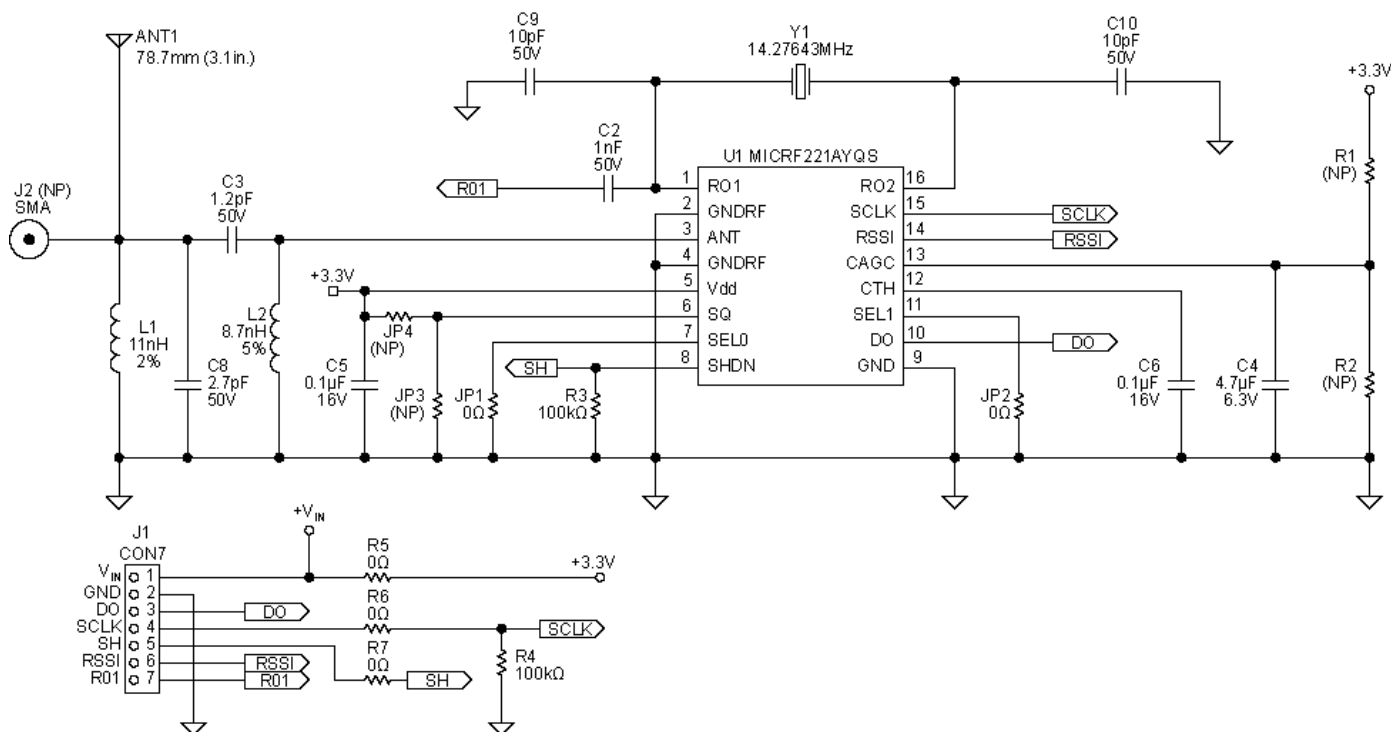 ANT1
78.7mm (3.1in.)
C9
10pF
50V
Y1
14.27643MHz
C10
10pF
50V
+3.3V
C2
1nF
50V
R01
U1 MICRF221AYQS
1 RO1
2 GNDRF
3 ANT
4 GNDRF
5 Vdd
6 SQ
7 SEL0
8 SHDN
RO2 16
SCLK 15
RSSI 14
CAGC 13
CTH 12
SEL1 11
DO 10
GND 9
SCLK
RSSI
DO
R1
(NP)
R2
(NP)
J2 (NP)
SMA
C3
1.2pF
50V
+3.3V
L1
11nH
2%
C8
2.7pF
50V
L2
8.7nH
5%
C5
0.1µF
16V
JP4
(NP)
JP3
(NP)
JP1
0Ω
SH
R3
100kΩ
JP2
0Ω
C6
0.1µF
16V
C4
4.7µF
6.3V
+VIN
J1
CON7
VIN 1
GND 2
DO 3
SCLK 4
SH 5
RSSI 6
R01 7
DO
RSSI
R01
R5
0Ω
R6
0Ω
R7
0Ω
+3.3V
SCLK
SH
R4
100kΩ